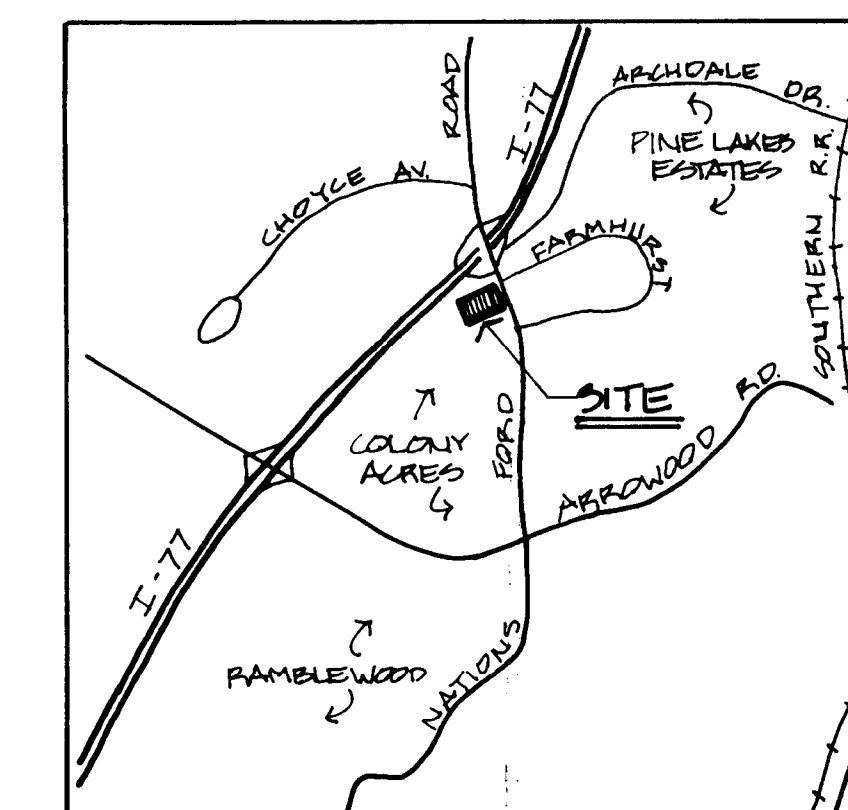 ARCHDALE DR.
ROAD
I-77
PINE LAKES
ESTATES
SOUTHERN R.R.
CHOYCE AV.
FARMHURST
SITE
RD.
FORD
COLONY
ACRES
ARROWOOD
I-77
RAMBLEWOOD
NATIONS